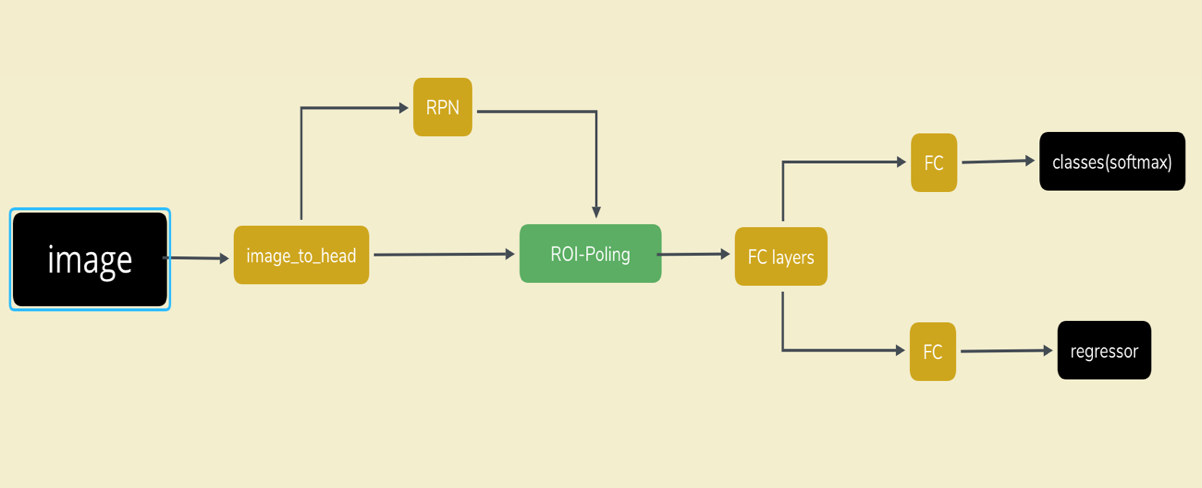 RPN
FC
classes(softmax)
image
image_to_head
ROI-Poling
FC layers
FC
regressor